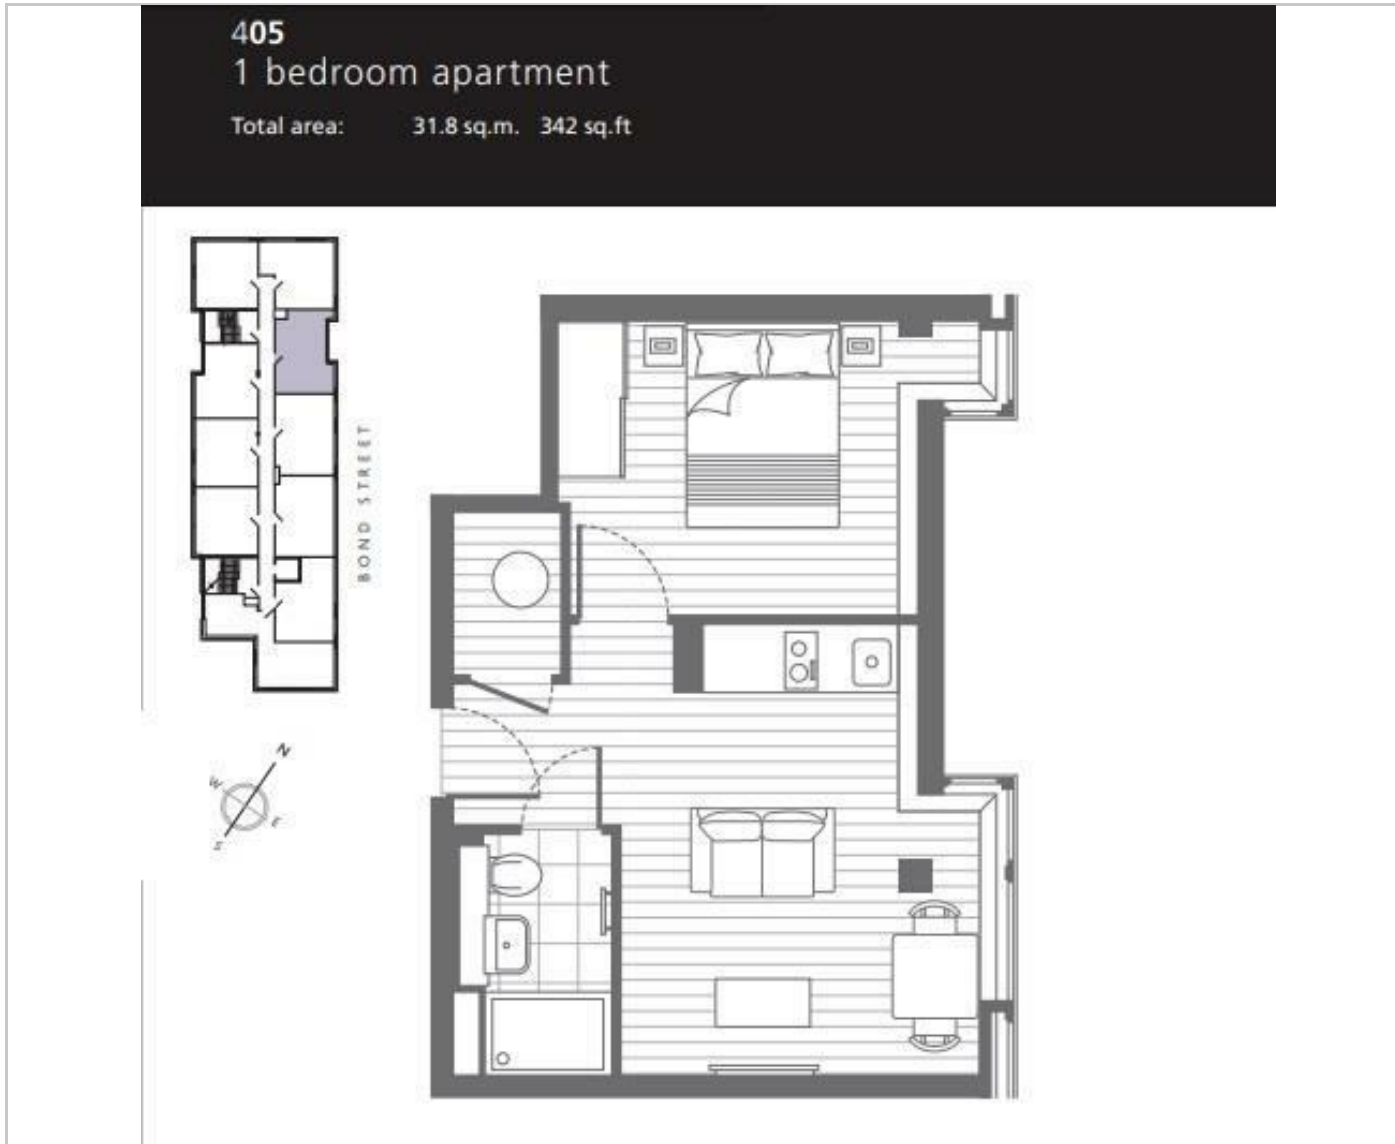 405
1 bedroom apartment
Total area: 31.8 sq.m. 342 sq.ft
BOND STREET
N
W
E
S